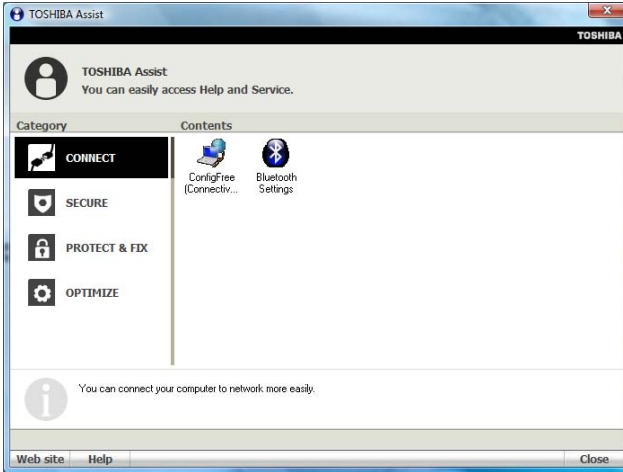 TOSHIBA Assist
TOSHIBA
TOSHIBA Assist
You can easily access Help and Service.
Category
Contents
CONNECT
SECURE
PROTECT & FIX
OPTIMIZE
ConfigFree
(Connectiv...
Bluetooth
Settings
You can connect your computer to network more easily.
Web site
Help
Close